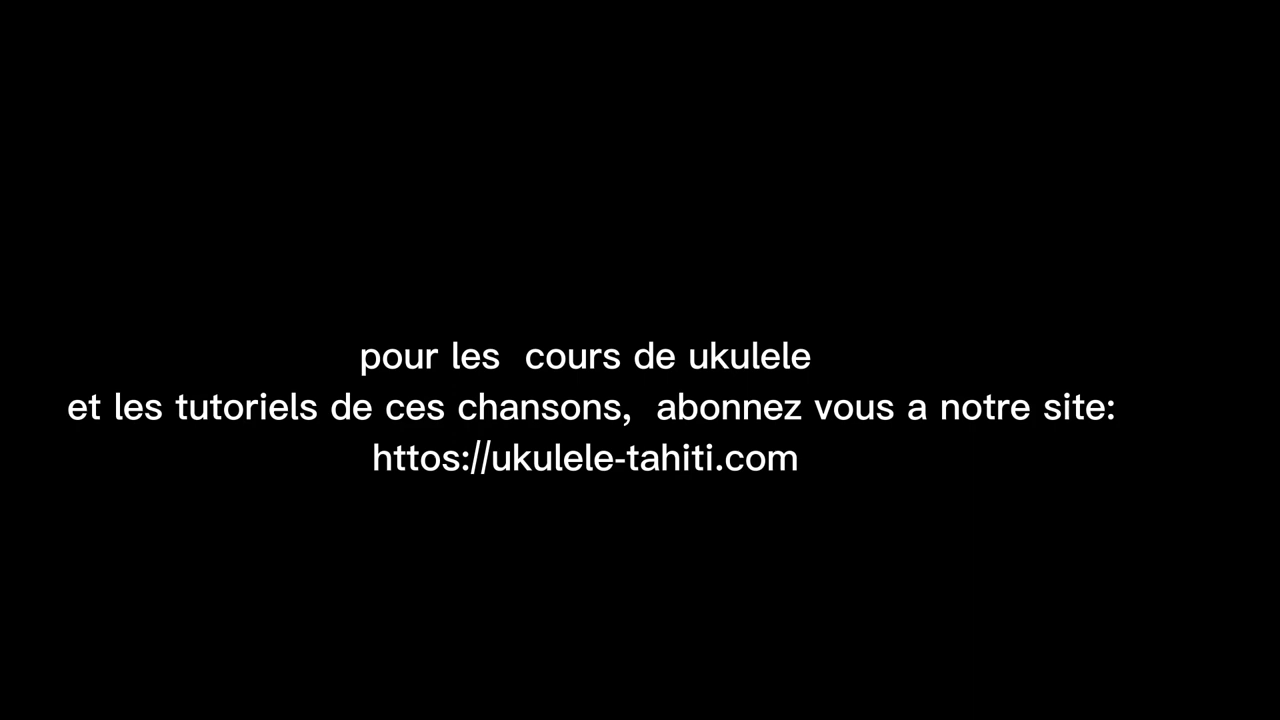 pour les  cours de ukulele
et les tutoriels de ces chansons,  abonnez vous a notre site:
httos://ukulele-tahiti.com